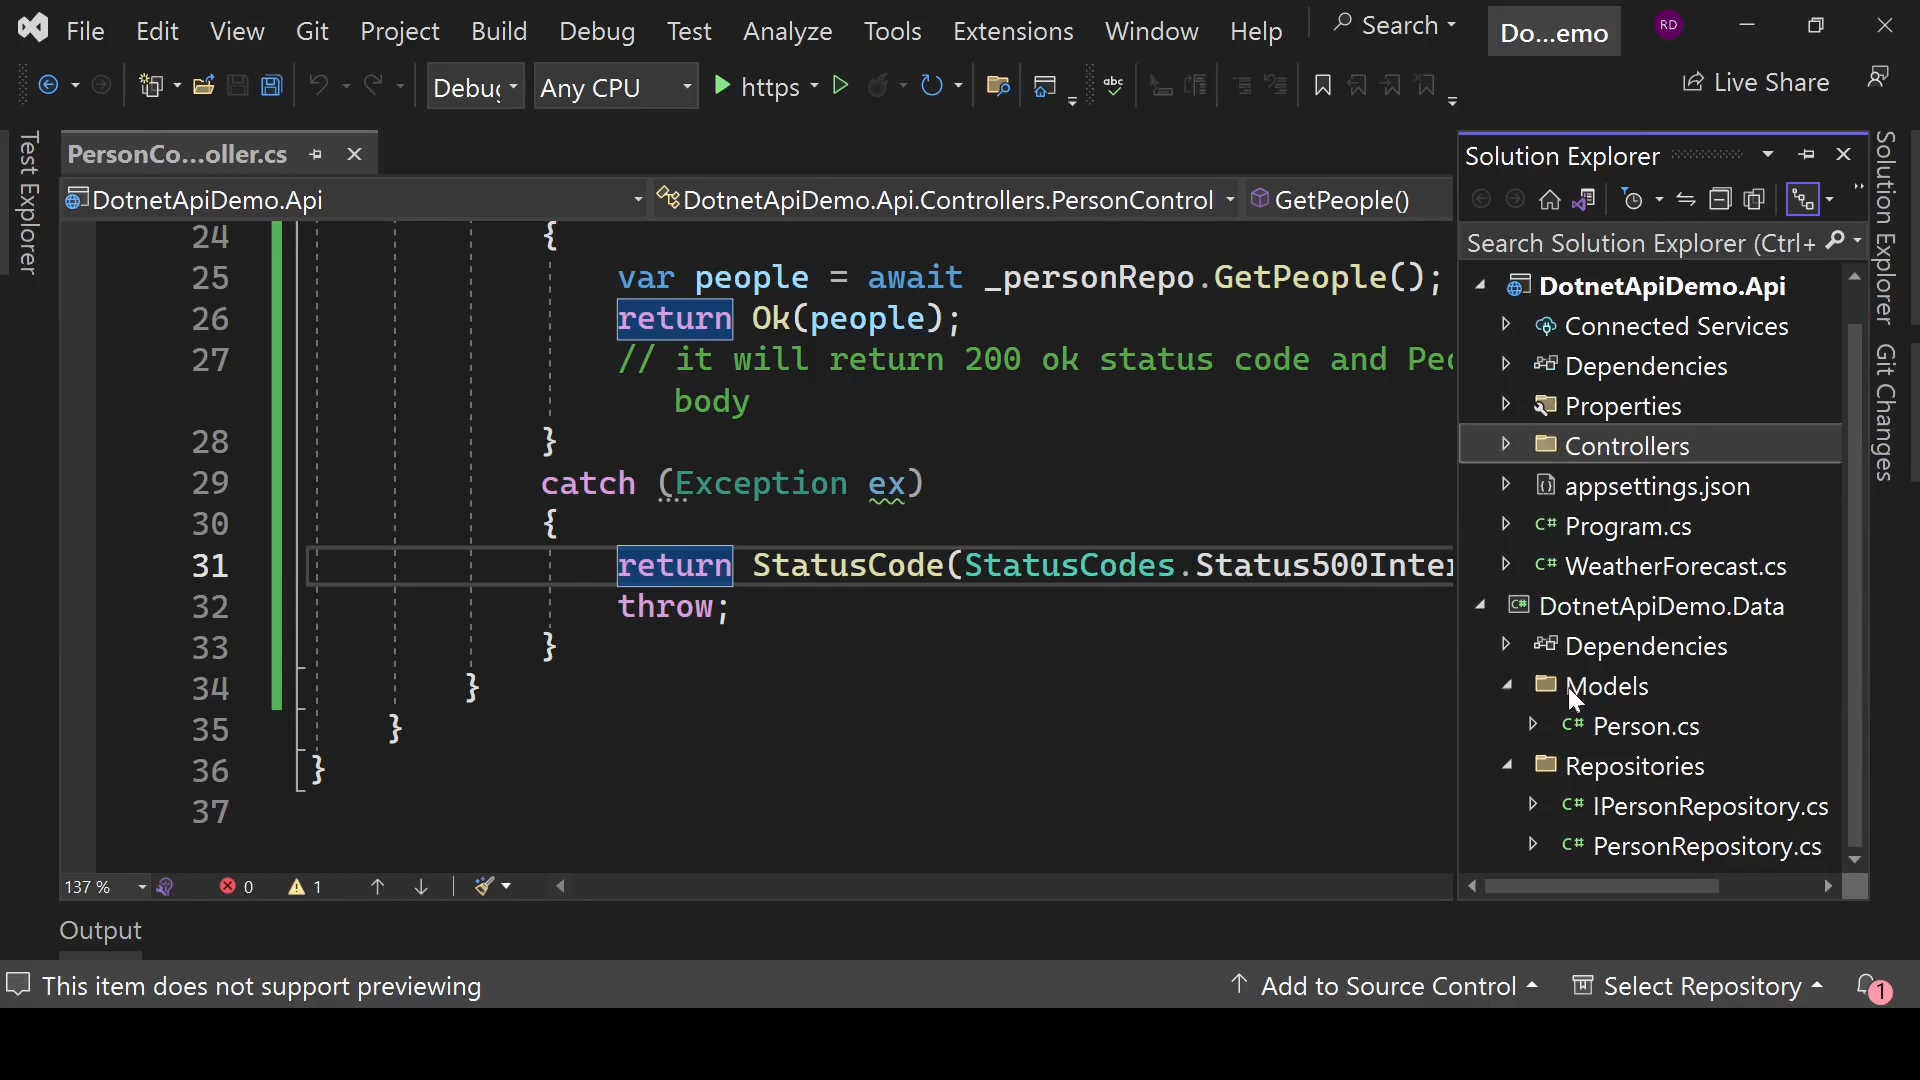 File Edit View Git Project Build Debug Test Analyze Tools Extensions Window Help Search Do...emo RD
Debug Any CPU https abc Live Share
Test Explorer
PersonCo...oller.cs
DotnetApiDemo.Api DotnetApiDemo.Api.Controllers.PersonControl GetPeople()
24 {
25 var people = await _personRepo.GetPeople();
26 return Ok(people);
27 // it will return 200 ok status code and Peo
body
28 }
29 catch (Exception ex)
30 {
31 return StatusCode(StatusCodes.Status500Inter
32 throw;
33 }
34 }
35 }
36 }
37
137 % 0 1
Solution Explorer
Search Solution Explorer (Ctrl+
DotnetApiDemo.Api
Connected Services
Dependencies
Properties
Controllers
appsettings.json
C# Program.cs
C# WeatherForecast.cs
C# DotnetApiDemo.Data
Dependencies
Models
C# Person.cs
Repositories
C# IPersonRepository.cs
C# PersonRepository.cs
Solution Explorer
Git Changes
Output
This item does not support previewing Add to Source Control Select Repository 1